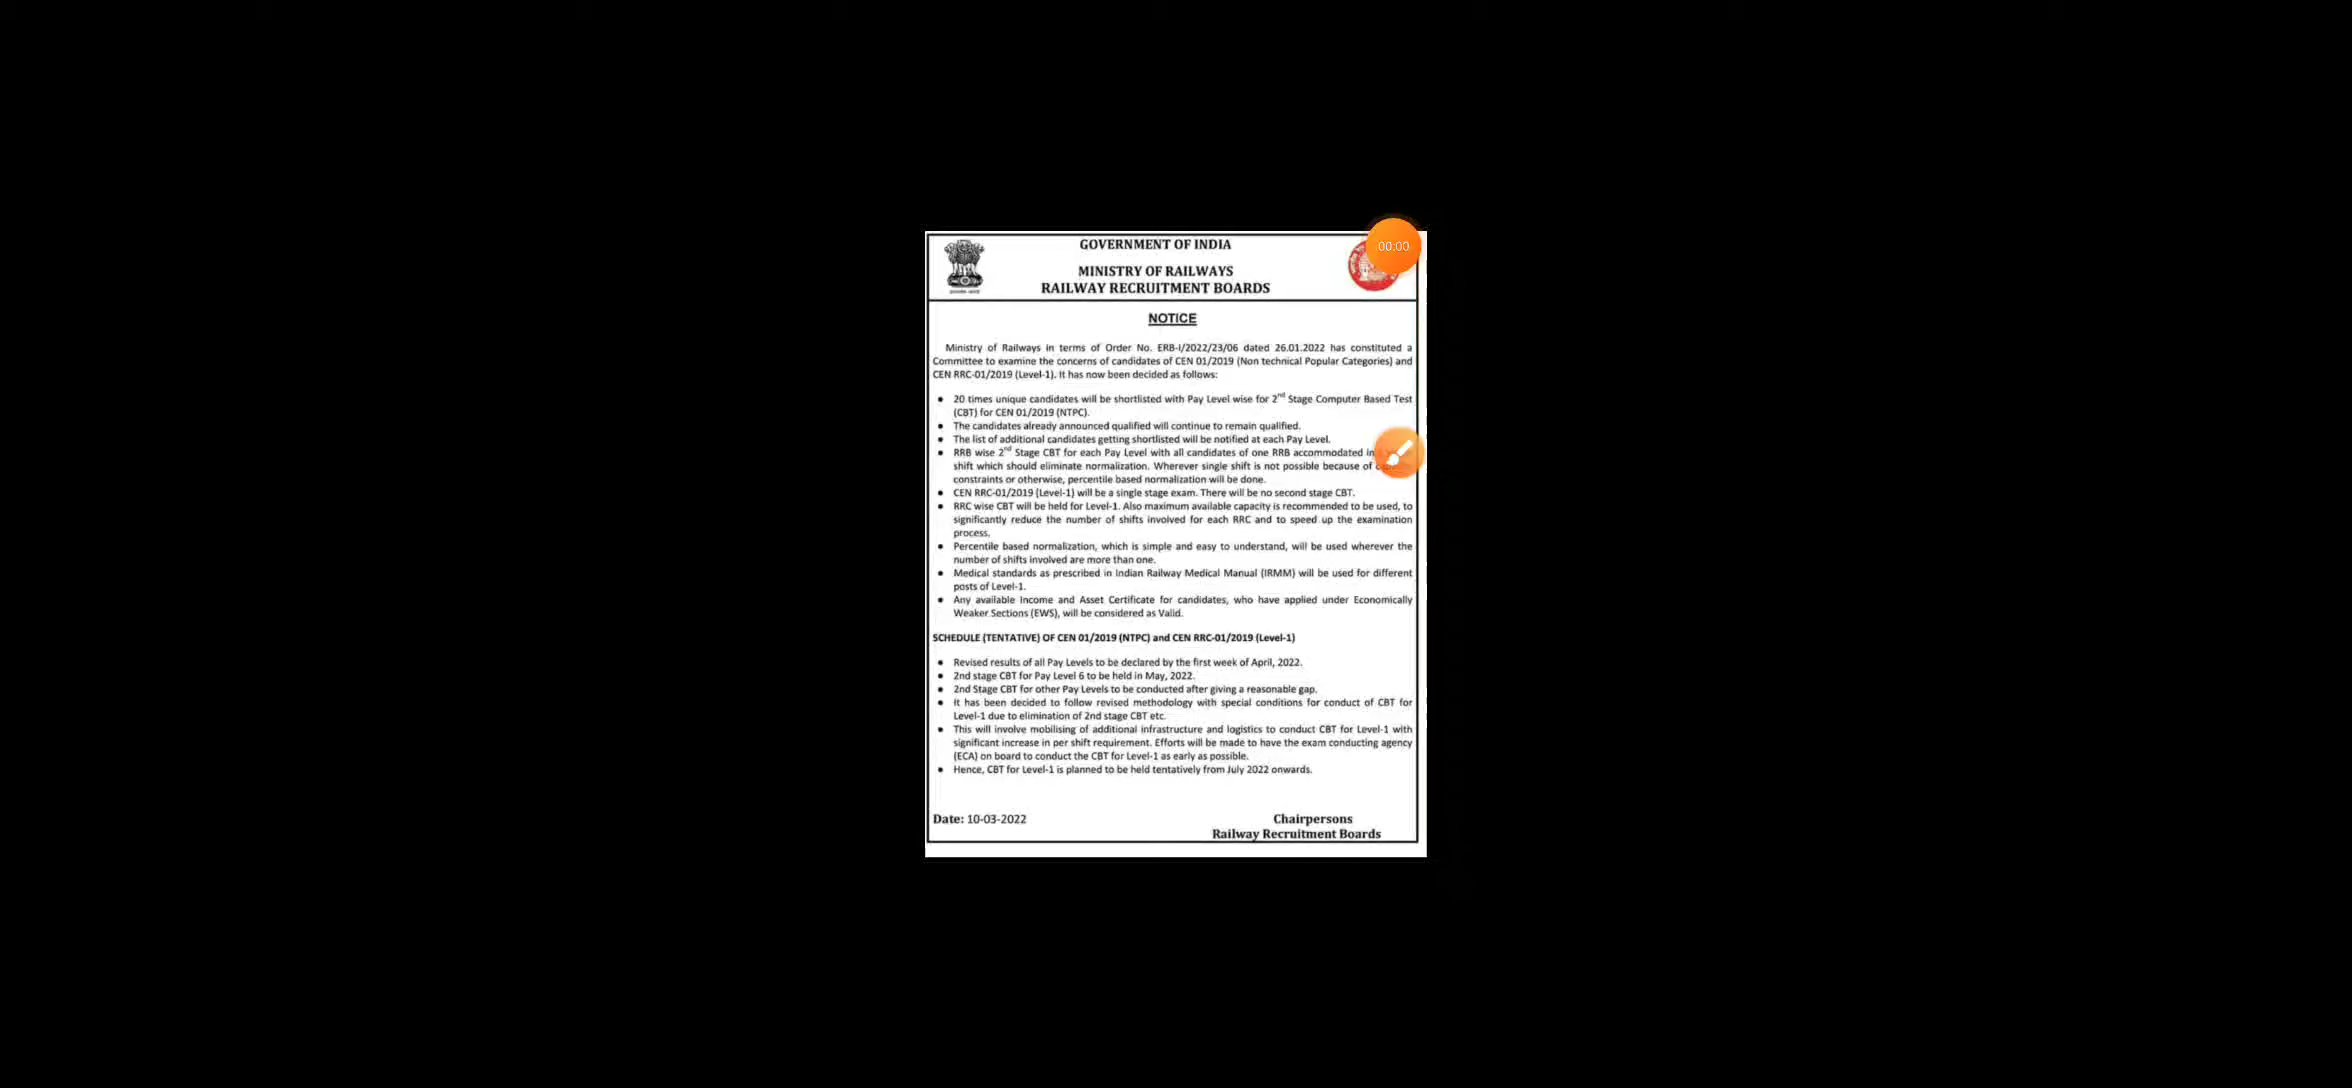 GOVERNMENT OF INDIA
00:00
MINISTRY OF RAILWAYS
RAILWAY RECRUITMENT BOARDS
NOTICE
Ministry of Railways in terms of Order No. ERB-I/2022/23/06 dated 26.01.2022 has constituted a
Committee to examine the concerns of candidates of CEN 01/2019 (Non technical Popular Categories) and
CEN RRC-01/2019 (Level-1). It has now been decided as follows:
• 20 times unique candidates will be shortlisted with Pay Level wise for 2nd Stage Computer Based Test
(CBT) for CEN 01/2019 (NTPC).
• The candidates already announced qualified will continue to remain qualified.
• The list of additional candidates getting shortlisted will be notified at each Pay Level.
• RRB wise 2nd Stage CBT for each Pay Level with all candidates of one RRB accommodated in
shift which should eliminate normalization. Wherever single shift is not possible because of
constraints or otherwise, percentile based normalization will be done.
• CEN RRC-01/2019 (Level-1) will be a single stage exam. There will be no second stage CBT.
• RRC wise CBT will be held for Level-1. Also maximum available capacity is recommended to be used, to
significantly reduce the number of shifts involved for each RRC and to speed up the examination
process.
• Percentile based normalization, which is simple and easy to understand, will be used wherever the
number of shifts involved are more than one.
• Medical standards as prescribed in Indian Railway Medical Manual (IRMM) will be used for different
posts of Level-1.
• Any available Income and Asset Certificate for candidates, who have applied under Economically
Weaker Sections (EWS), will be considered as Valid.
SCHEDULE (TENTATIVE) OF CEN 01/2019 (NTPC) and CEN RRC-01/2019 (Level-1)
• Revised results of all Pay Levels to be declared by the first week of April, 2022.
• 2nd stage CBT for Pay Level 6 to be held in May, 2022.
• 2nd Stage CBT for other Pay Levels to be conducted after giving a reasonable gap.
• It has been decided to follow revised methodology with special conditions for conduct of CBT for
Level-1 due to elimination of 2nd stage CBT etc.
• This will involve mobilising of additional infrastructure and logistics to conduct CBT for Level-1 with
significant increase in per shift requirement. Efforts will be made to have the exam conducting agency
(ECA) on board to conduct the CBT for Level-1 as early as possible.
• Hence, CBT for Level-1 is planned to be held tentatively from July 2022 onwards.
Date: 10-03-2022
Chairpersons
Railway Recruitment Boards